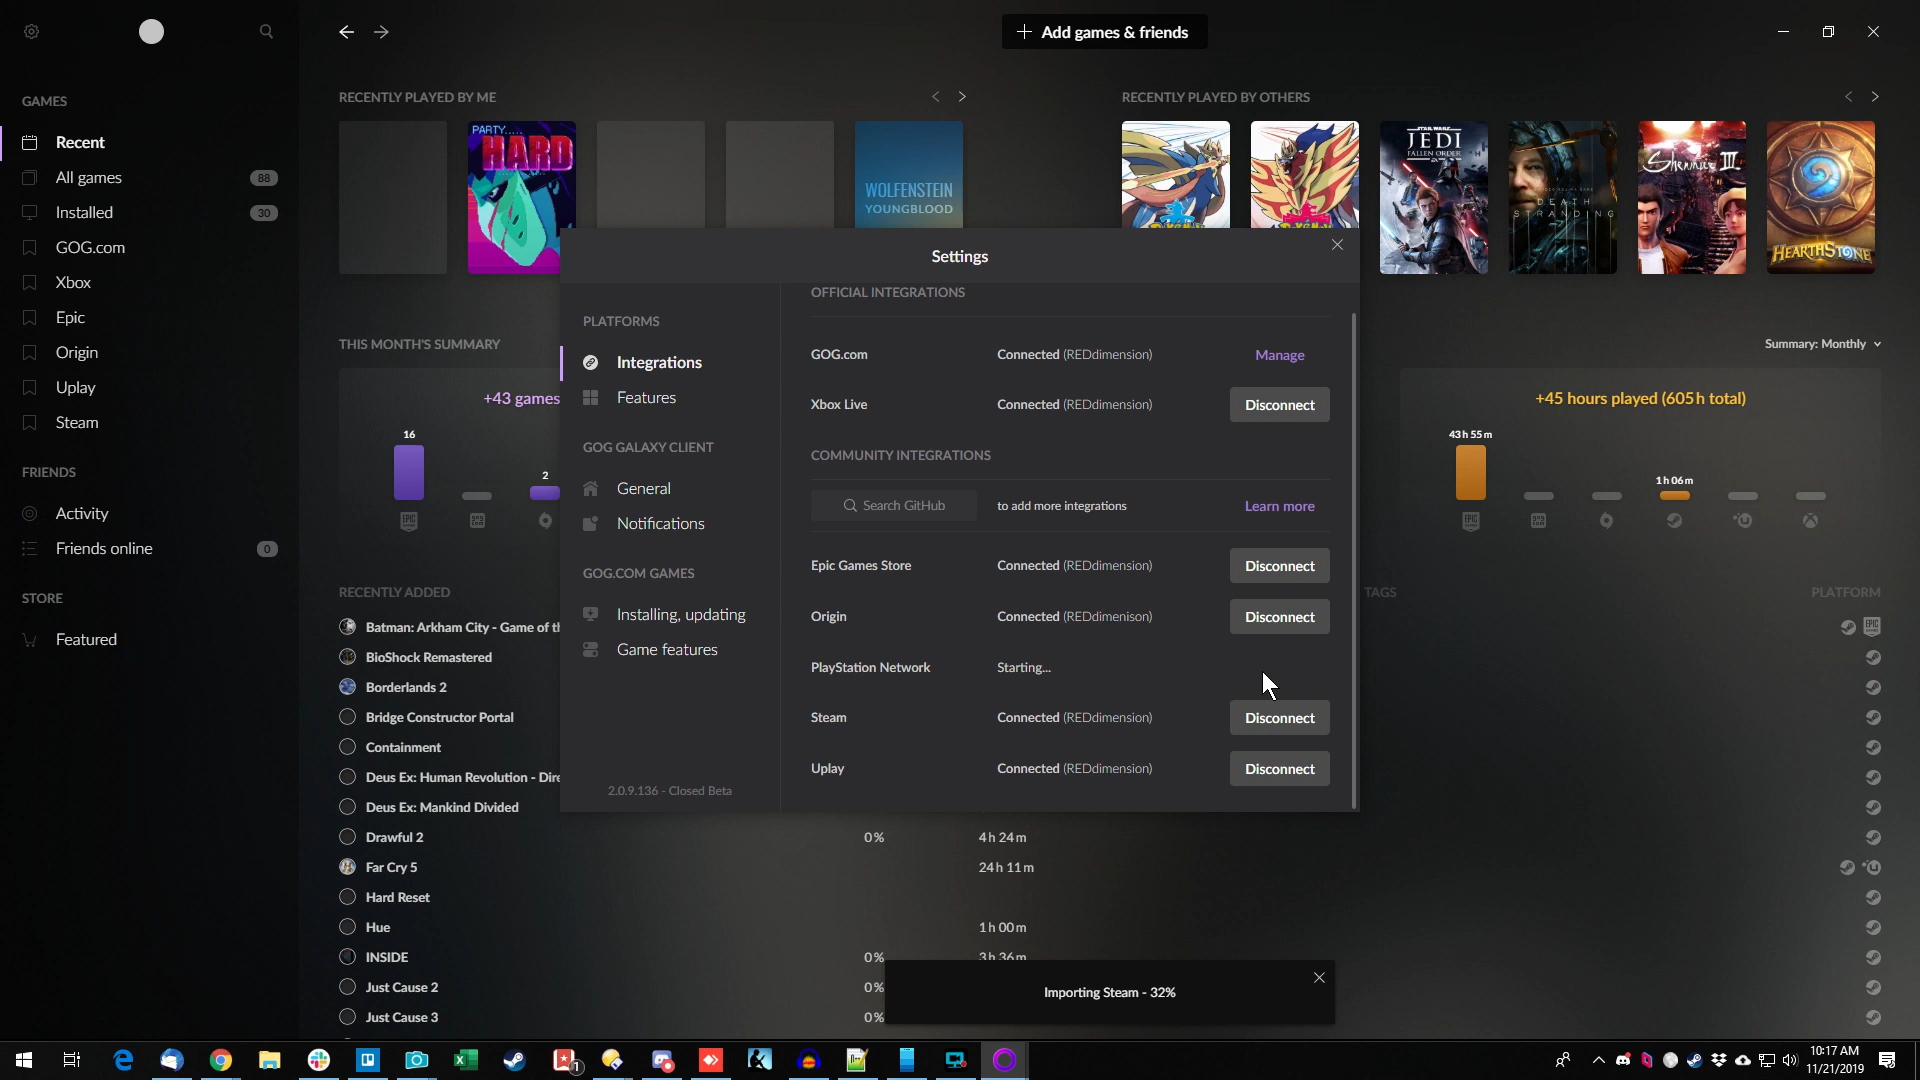 + Add games & friends
GAMES
Recent
All games 88
Installed 30
GOG.com
Xbox
Epic
Origin
Uplay
Steam
FRIENDS
Activity
Friends online 0
STORE
Featured
RECENTLY PLAYED BY ME
PARTY.....
HARD
WOLFENSTEIN
YOUNGBLOOD
RECENTLY PLAYED BY OTHERS
STAR WARS
JEDI
FALLEN ORDER
DEATH
STRANDING
Shenmue III
HEARTHSTONE
THIS MONTH'S SUMMARY
Summary: Monthly
+43 games
16
2
+45 hours played (605 h total)
43 h 55 m
1 h 06 m
RECENTLY ADDED
TAGS
PLATFORM
Batman: Arkham City - Game of th
BioShock Remastered
Borderlands 2
Bridge Constructor Portal
Containment
Deus Ex: Human Revolution - Dire
Deus Ex: Mankind Divided
Drawful 2 0% 4 h 24 m
Far Cry 5 24 h 11 m
Hard Reset
Hue 1 h 00 m
INSIDE 0% 3 h 36 m
Just Cause 2 0%
Just Cause 3 0%
Settings
PLATFORMS
Integrations
Features
GOG GALAXY CLIENT
General
Notifications
GOG.COM GAMES
Installing, updating
Game features
2.0.9.136 - Closed Beta
OFFICIAL INTEGRATIONS
GOG.com Connected (REDdimension) Manage
Xbox Live Connected (REDdimension) Disconnect
COMMUNITY INTEGRATIONS
Search GitHub to add more integrations Learn more
Epic Games Store Connected (REDdimension) Disconnect
Origin Connected (REDdimenison) Disconnect
PlayStation Network Starting...
Steam Connected (REDdimension) Disconnect
Uplay Connected (REDdimension) Disconnect
Importing Steam - 32%
1
10:17 AM
11/21/2019